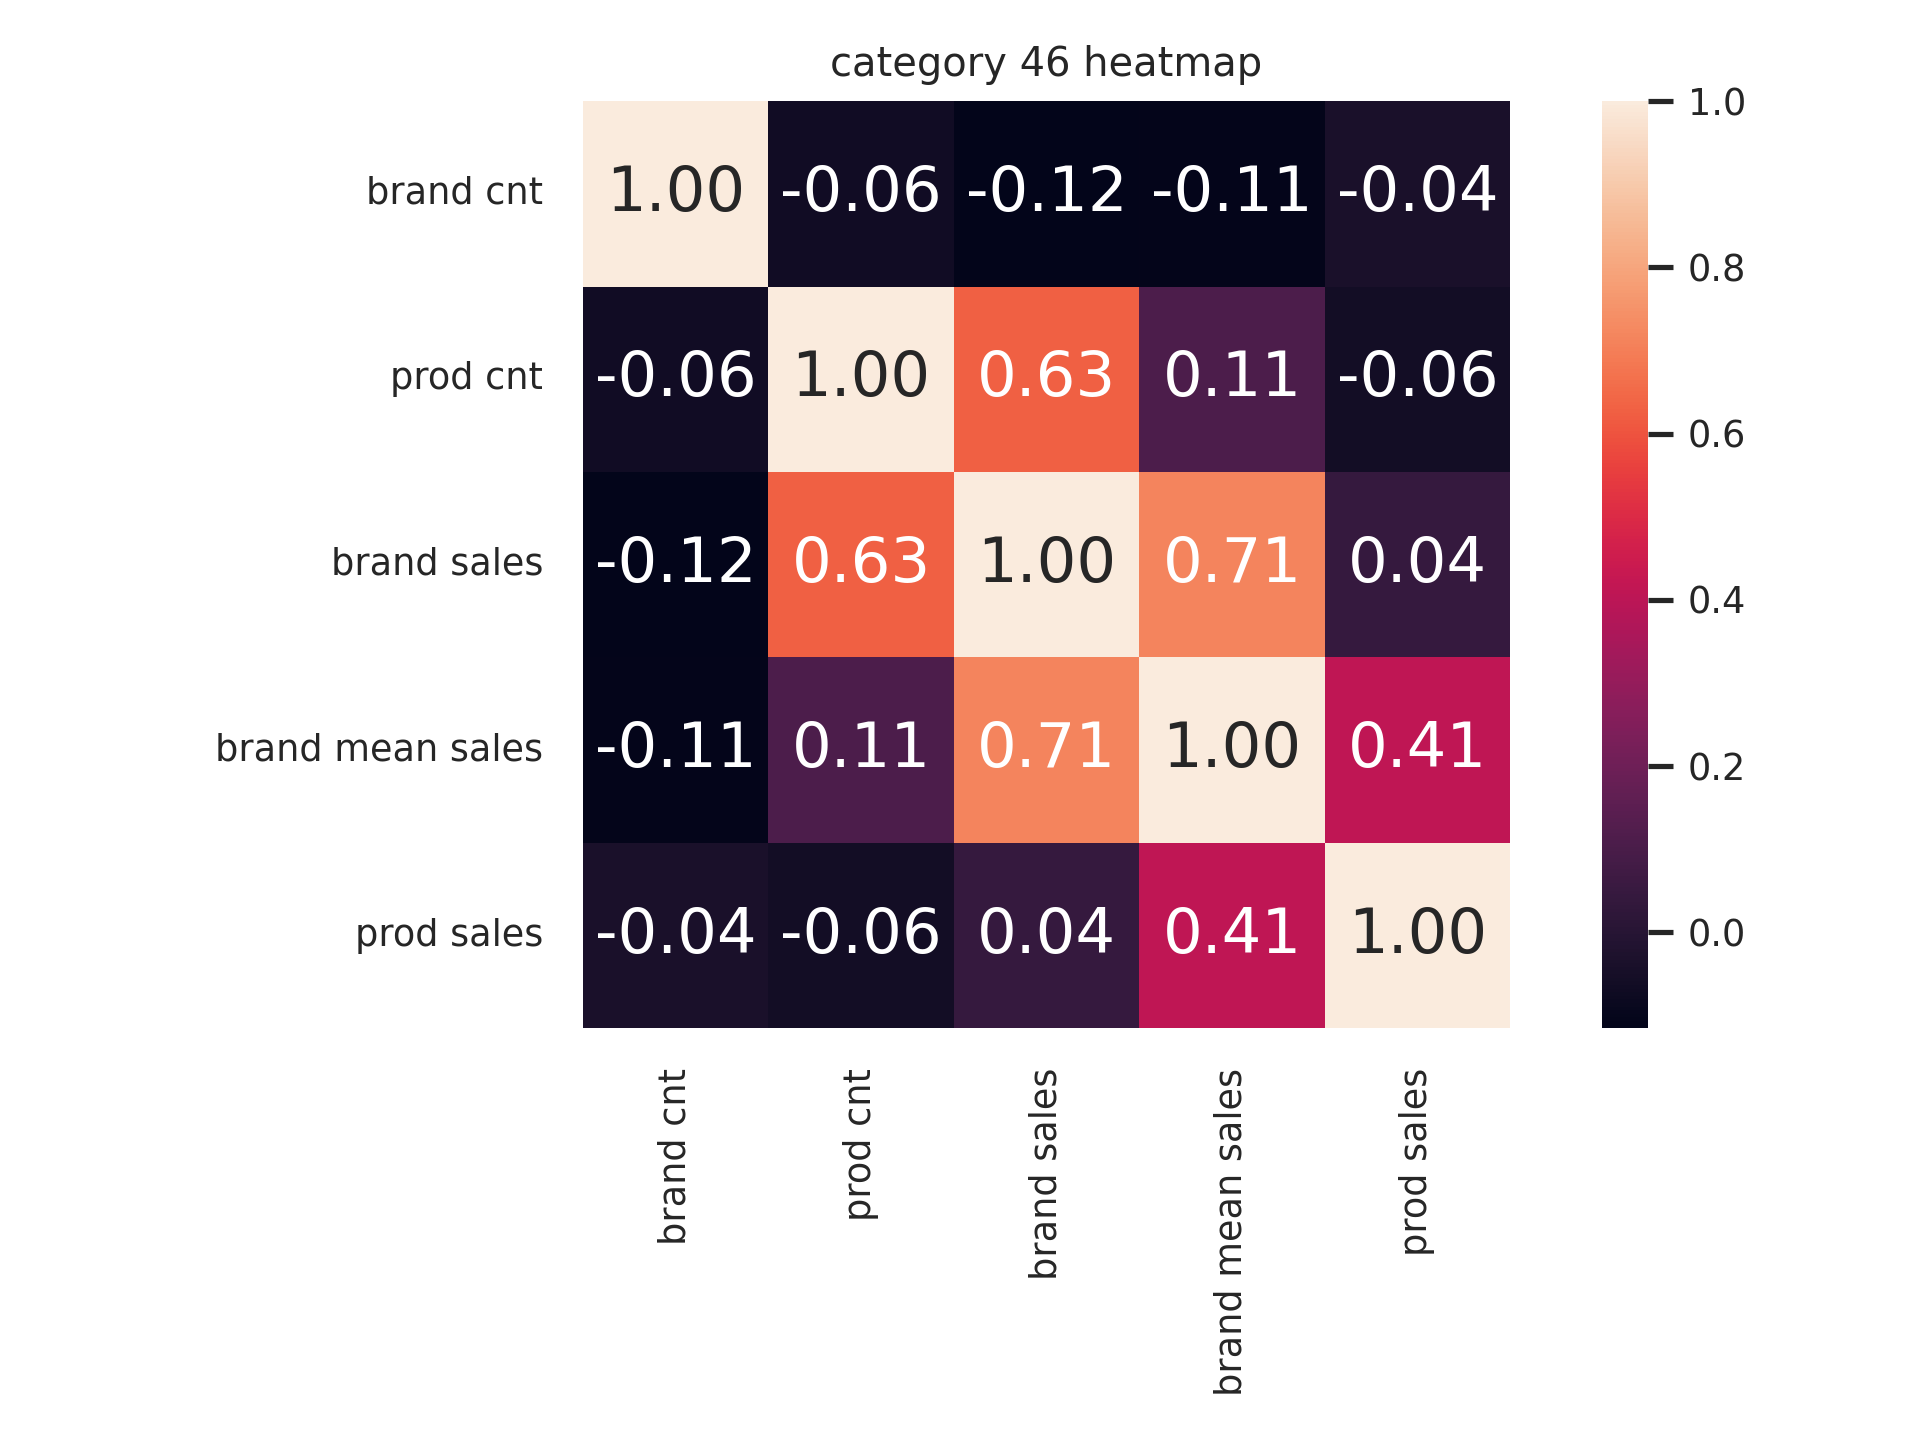 category 46 heatmap
brand cnt
1.00 -0.06 -0.12 -0.11 -0.04
prod cnt
-0.06 1.00 0.63 0.11 -0.06
brand sales
-0.12 0.63 1.00 0.71 0.04
brand mean sales
-0.11 0.11 0.71 1.00 0.41
prod sales
-0.04 -0.06 0.04 0.41 1.00
brand cnt
prod cnt
brand sales
brand mean sales
prod sales
1.0
0.8
0.6
0.4
0.2
0.0